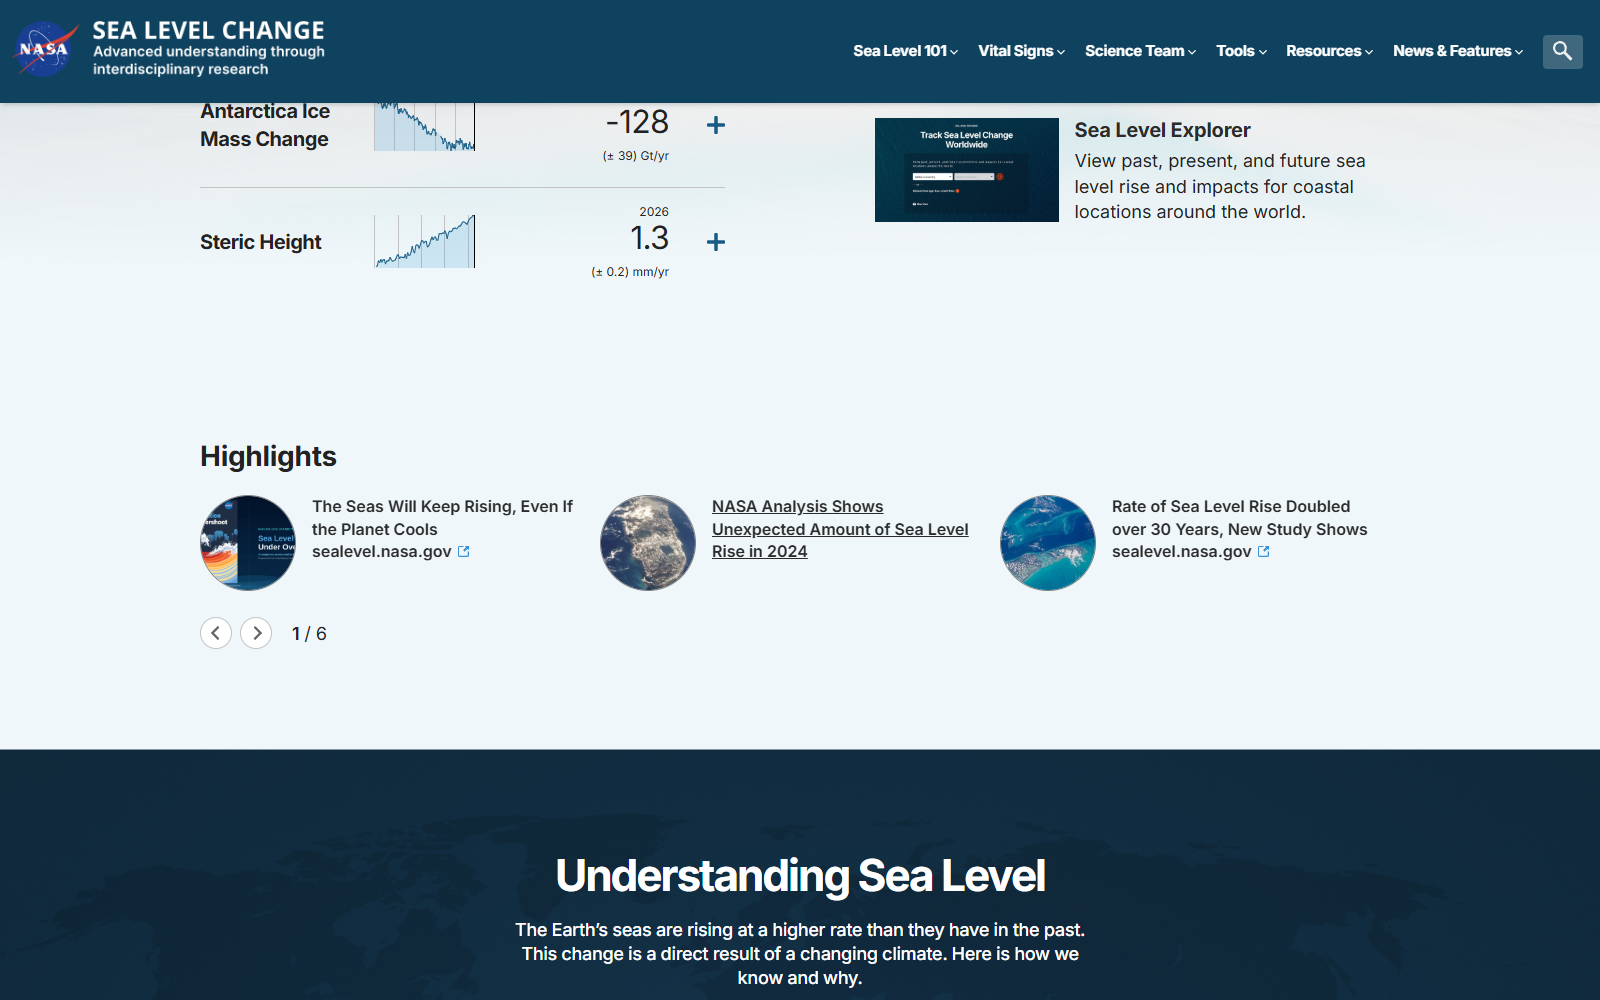 NASA
SEA LEVEL CHANGE
Advanced understanding through
interdisciplinary research
Sea Level 101
Vital Signs
Science Team
Tools
Resources
News & Features
Antarctica Ice
Mass Change
-128
(± 39) Gt/yr
Steric Height
2026
1.3
(± 0.2) mm/yr
Track Sea Level Change
Worldwide
Sea Level Explorer
View past, present, and future sea
level rise and impacts for coastal
locations around the world.
Highlights
Sea Level
The Seas Will Keep Rising, Even If
the Planet Cools
sealevel.nasa.gov
NASA Analysis Shows
Unexpected Amount of Sea Level
Rise in 2024
Rate of Sea Level Rise Doubled
over 30 Years, New Study Shows
sealevel.nasa.gov
1 / 6
Understanding Sea Level
The Earth’s seas are rising at a higher rate than they have in the past.
This change is a direct result of a changing climate. Here is how we
know and why.